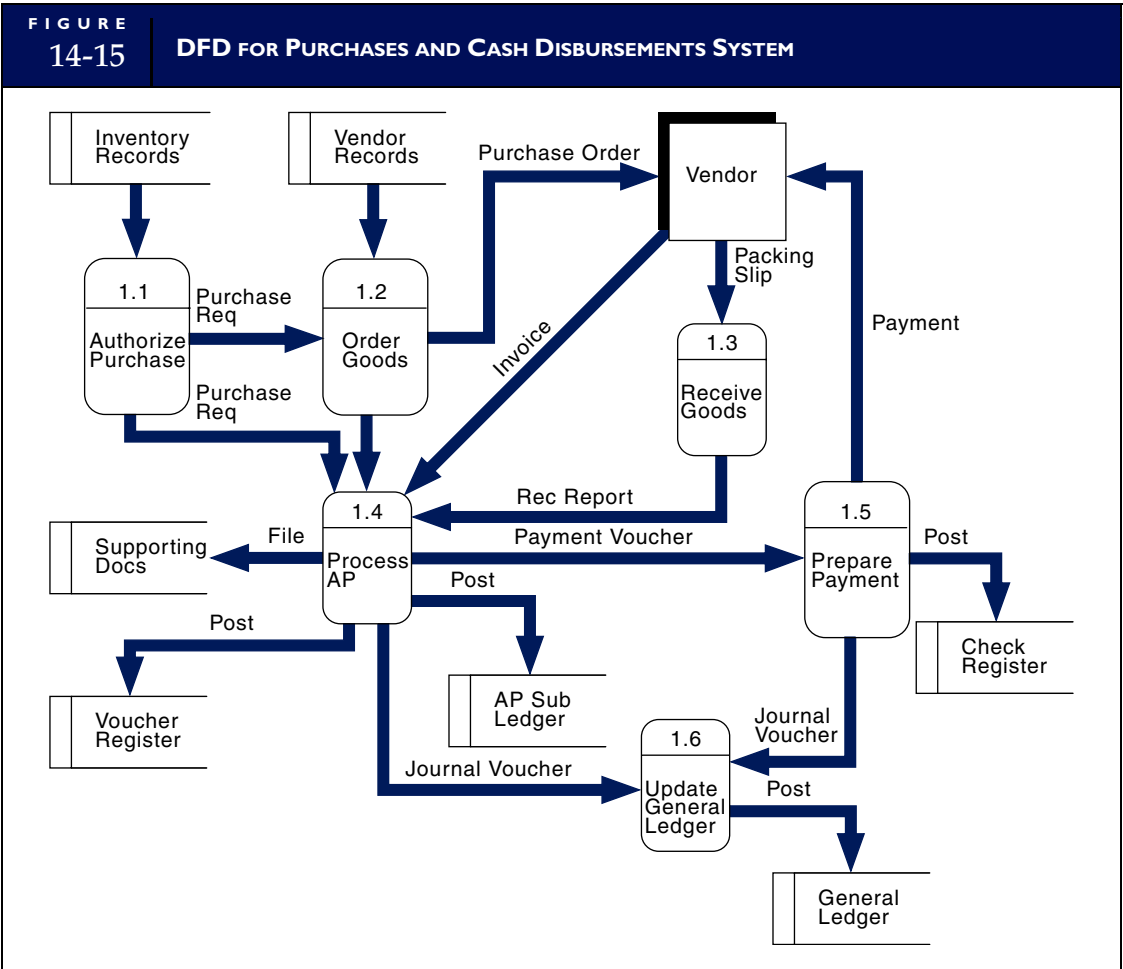 FIGURE
14-15
DFD FOR PURCHASES AND CASH DISBURSEMENTS SYSTEM
Inventory
Records
Vendor
Records
Purchase Order
Vendor
Packing
Slip
1.1
Authorize
Purchase
Purchase
Req
1.2
Order
Goods
Invoice
1.3
Receive
Goods
Payment
Purchase
Req
Rec Report
1.4
Process
AP
File
Supporting
Docs
Payment Voucher
1.5
Prepare
Payment
Post
Check
Register
Post
Post
Voucher
Register
AP Sub
Ledger
Journal Voucher
1.6
Update
General
Ledger
Journal
Voucher
Post
General
Ledger